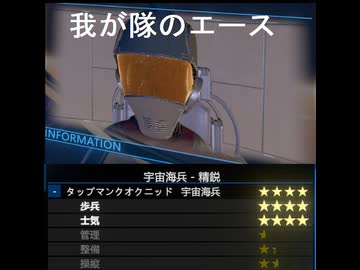 我が隊のエース
INFORMATION
宇宙海兵 - 精鋭
- タップマンクオクニッド 宇宙海兵 ★★★★
歩兵 ★★★★
士気 ★★★★
管理
整備
操縦